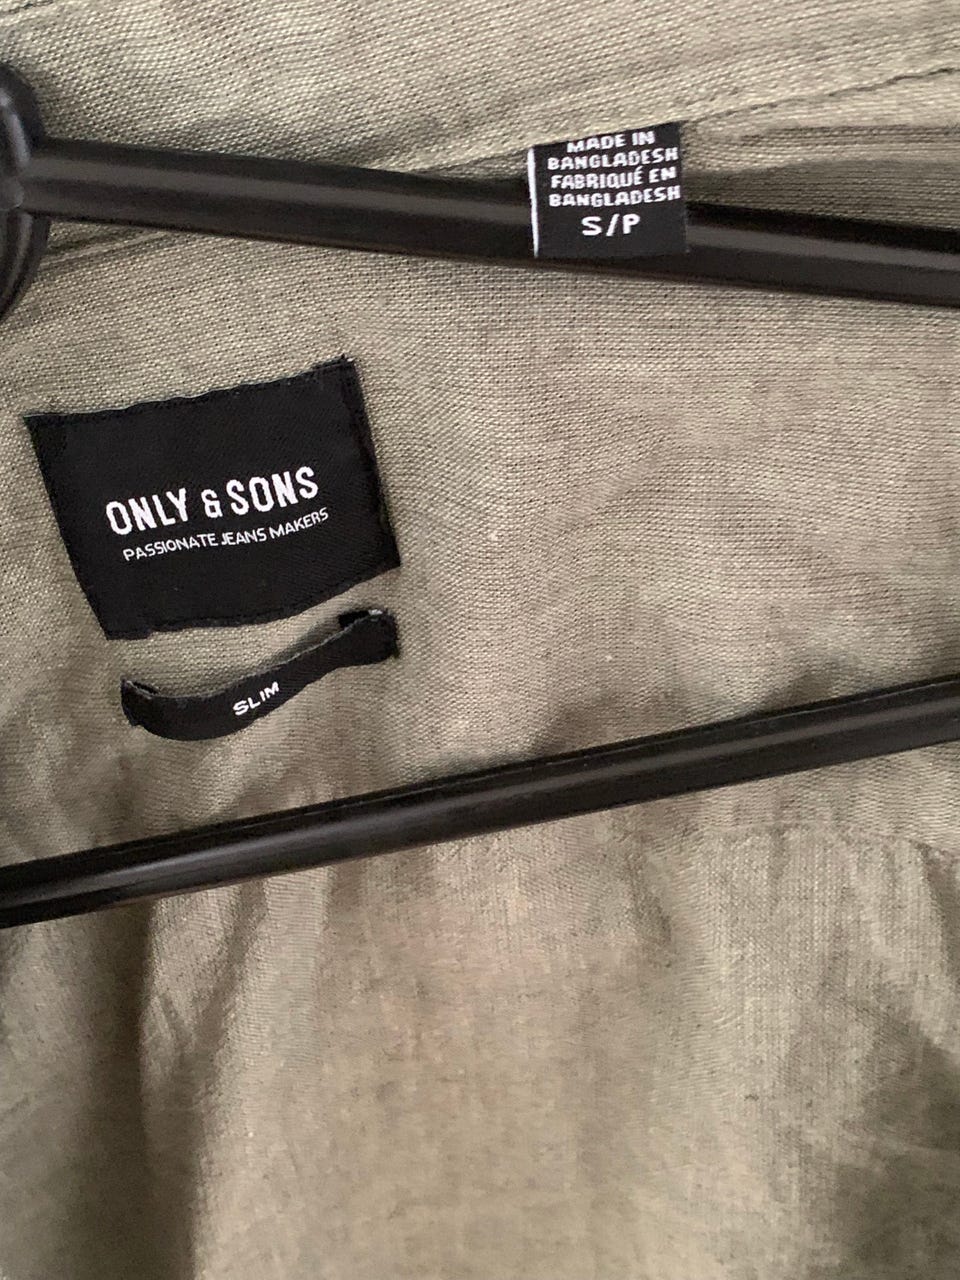 MADE IN
BANGLADESH
FABRIQUÉ EN
BANGLADESH
S/P
ONLY & SONS
PASSIONATE JEANS MAKERS
SLIM